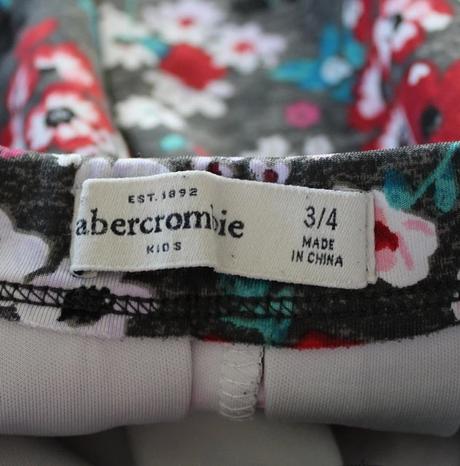 EST. 1892
abercrombie
KIDS
3/4
MADE
IN CHINA